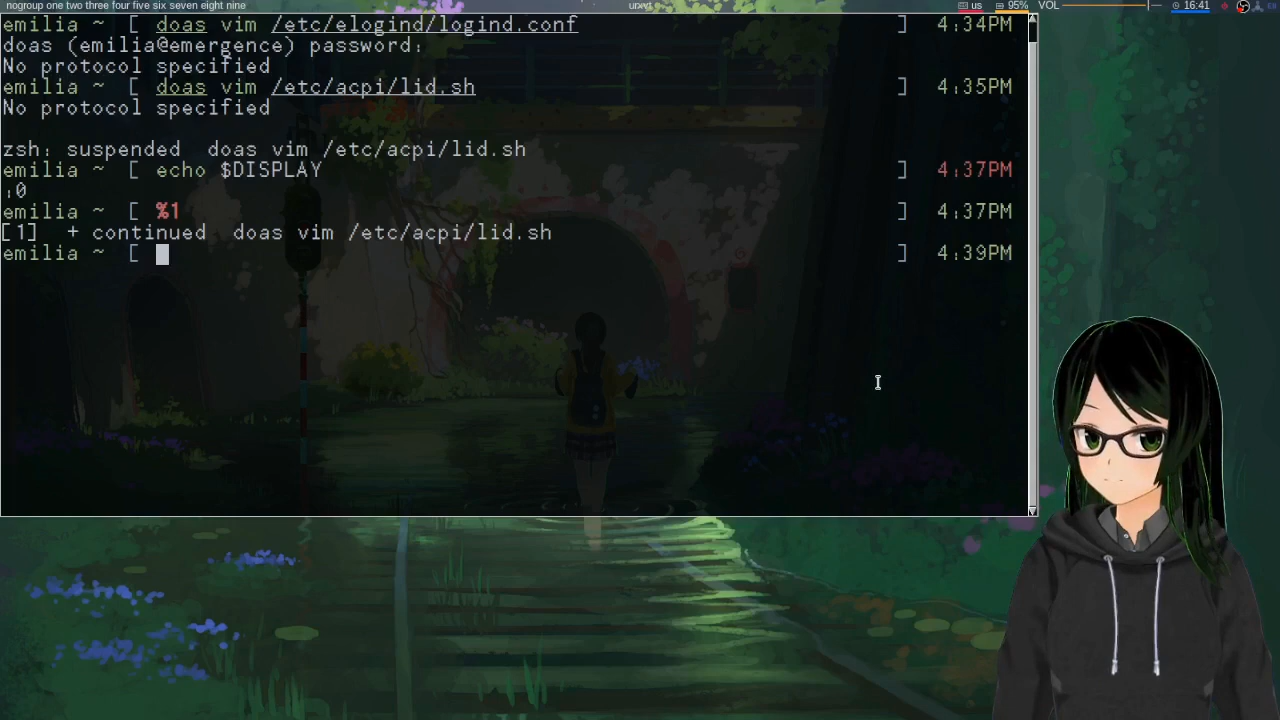 nogroup one two three four five six seven eight nine urxvt us 95% VOL 16:41 EN
emilia ~ [ doas vim /etc/elogind/logind.conf ] 4:34PM
doas (emilia@emergence) password:
No protocol specified
emilia ~ [ doas vim /etc/acpi/lid.sh ] 4:35PM
No protocol specified
zsh: suspended doas vim /etc/acpi/lid.sh
emilia ~ [ echo $DISPLAY ] 4:37PM
:0
emilia ~ [ %1 ] 4:37PM
[1] + continued doas vim /etc/acpi/lid.sh
emilia ~ [ ] 4:39PM